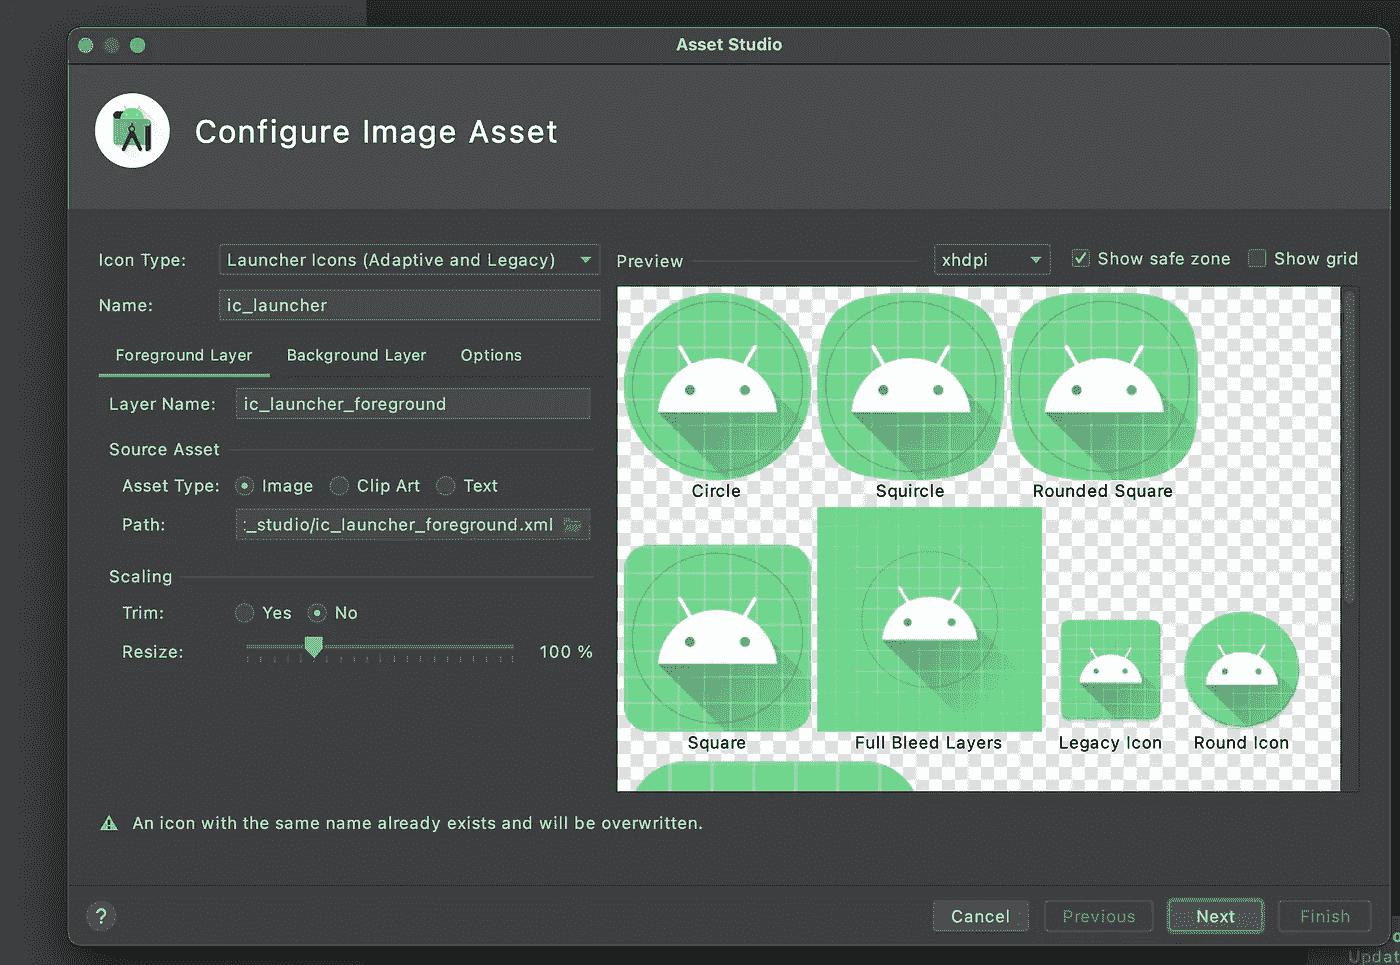 Asset Studio
Configure Image Asset
Icon Type: Launcher Icons (Adaptive and Legacy)
Name: ic_launcher
Foreground Layer Background Layer Options
Layer Name: ic_launcher_foreground
Source Asset
Asset Type: Image Clip Art Text
Path: :_studio/ic_launcher_foreground.xml
Scaling
Trim: Yes No
Resize: 100 %
Preview xhdpi Show safe zone Show grid
Circle Squircle Rounded Square
Square Full Bleed Layers Legacy Icon Round Icon
An icon with the same name already exists and will be overwritten.
? Cancel Previous Next Finish